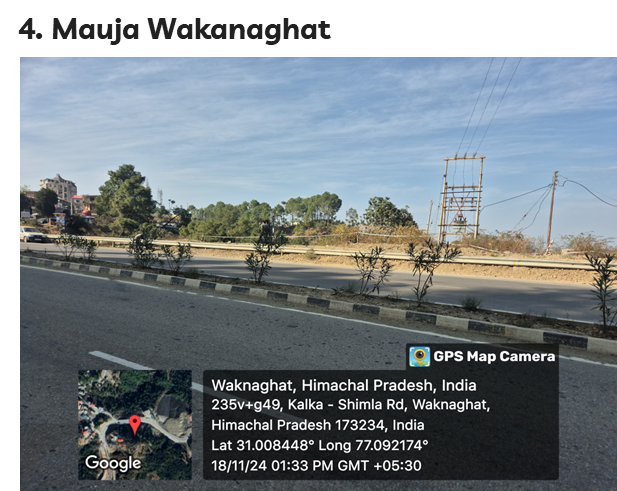 4. Mauja Wakanaghat
GPS Map Camera
Waknaghat, Himachal Pradesh, India
235v+g49, Kalka - Shimla Rd, Waknaghat,
Himachal Pradesh 173234, India
Lat 31.008448° Long 77.092174°
18/11/24 01:33 PM GMT +05:30
Google